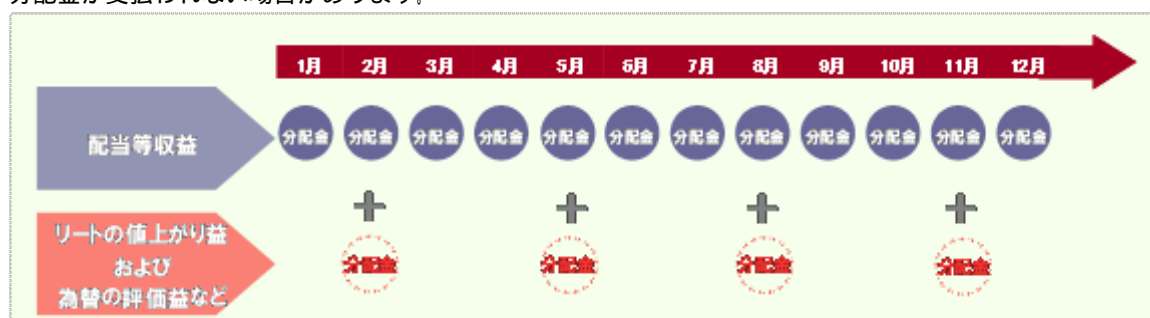 分配金が支払われない場合があります。
1月 2月 3月 4月 5月 6月 7月 8月 9月 10月 11月 12月
配当等収益 分配金 分配金 分配金 分配金 分配金 分配金 分配金 分配金 分配金 分配金 分配金 分配金
+ + + +
リートの値上がり益
および
為替の評価益など
分配金 分配金 分配金 分配金